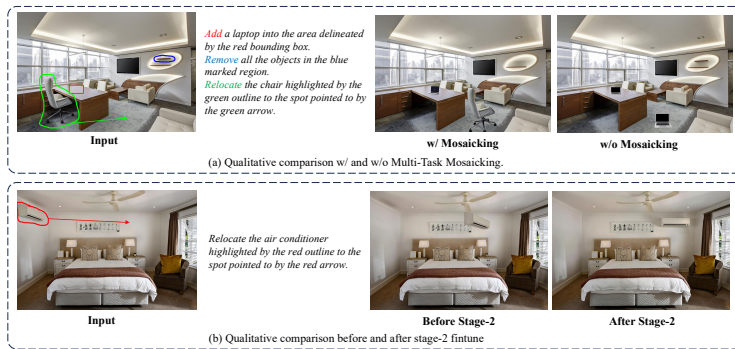 Add a laptop into the area delineated
by the red bounding box.
Remove all the objects in the blue
marked region.
Relocate the chair highlighted by the
green outline to the spot pointed to by
the green arrow.
Input
w/ Mosaicking
w/o Mosaicking
(a) Qualitative comparison w/ and w/o Multi-Task Mosaicking.
Relocate the air conditioner
highlighted by the red outline to the
spot pointed to by the red arrow.
Input
Before Stage-2
After Stage-2
(b) Qualitative comparison before and after stage-2 fintune